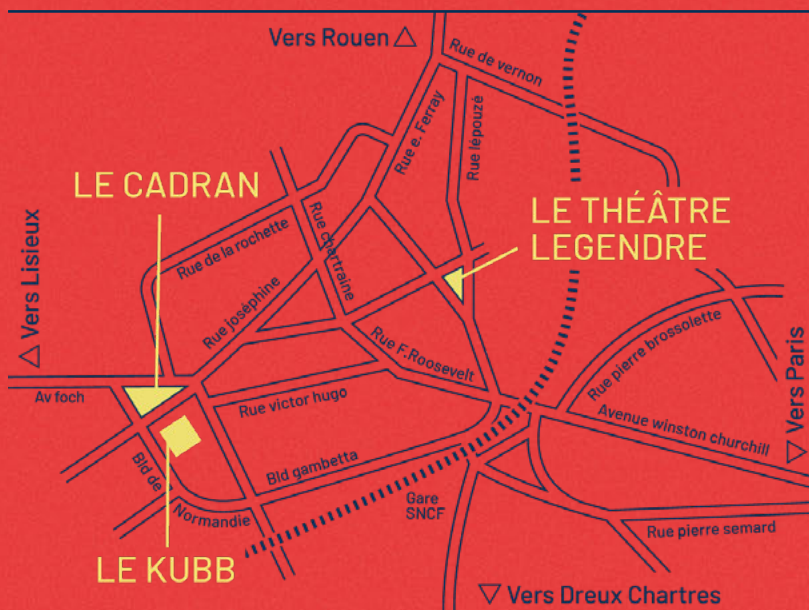 Vers Rouen △
Rue de vernon
Rue e. Ferray
Rue lépouzé
LE CADRAN
LE THÉÂTRE
LEGENDRE
Vers Lisieux
Rue de la rochette
Rue chartraine
Rue joséphine
Rue F.Roosevelt
Rue pierre brossolette
Vers Paris
Av foch
Rue victor hugo
Avenue winston churchill
Bld de
Normandie
Bld gambetta
Gare
SNCF
Rue pierre semard
LE KUBB
▽ Vers Dreux Chartres